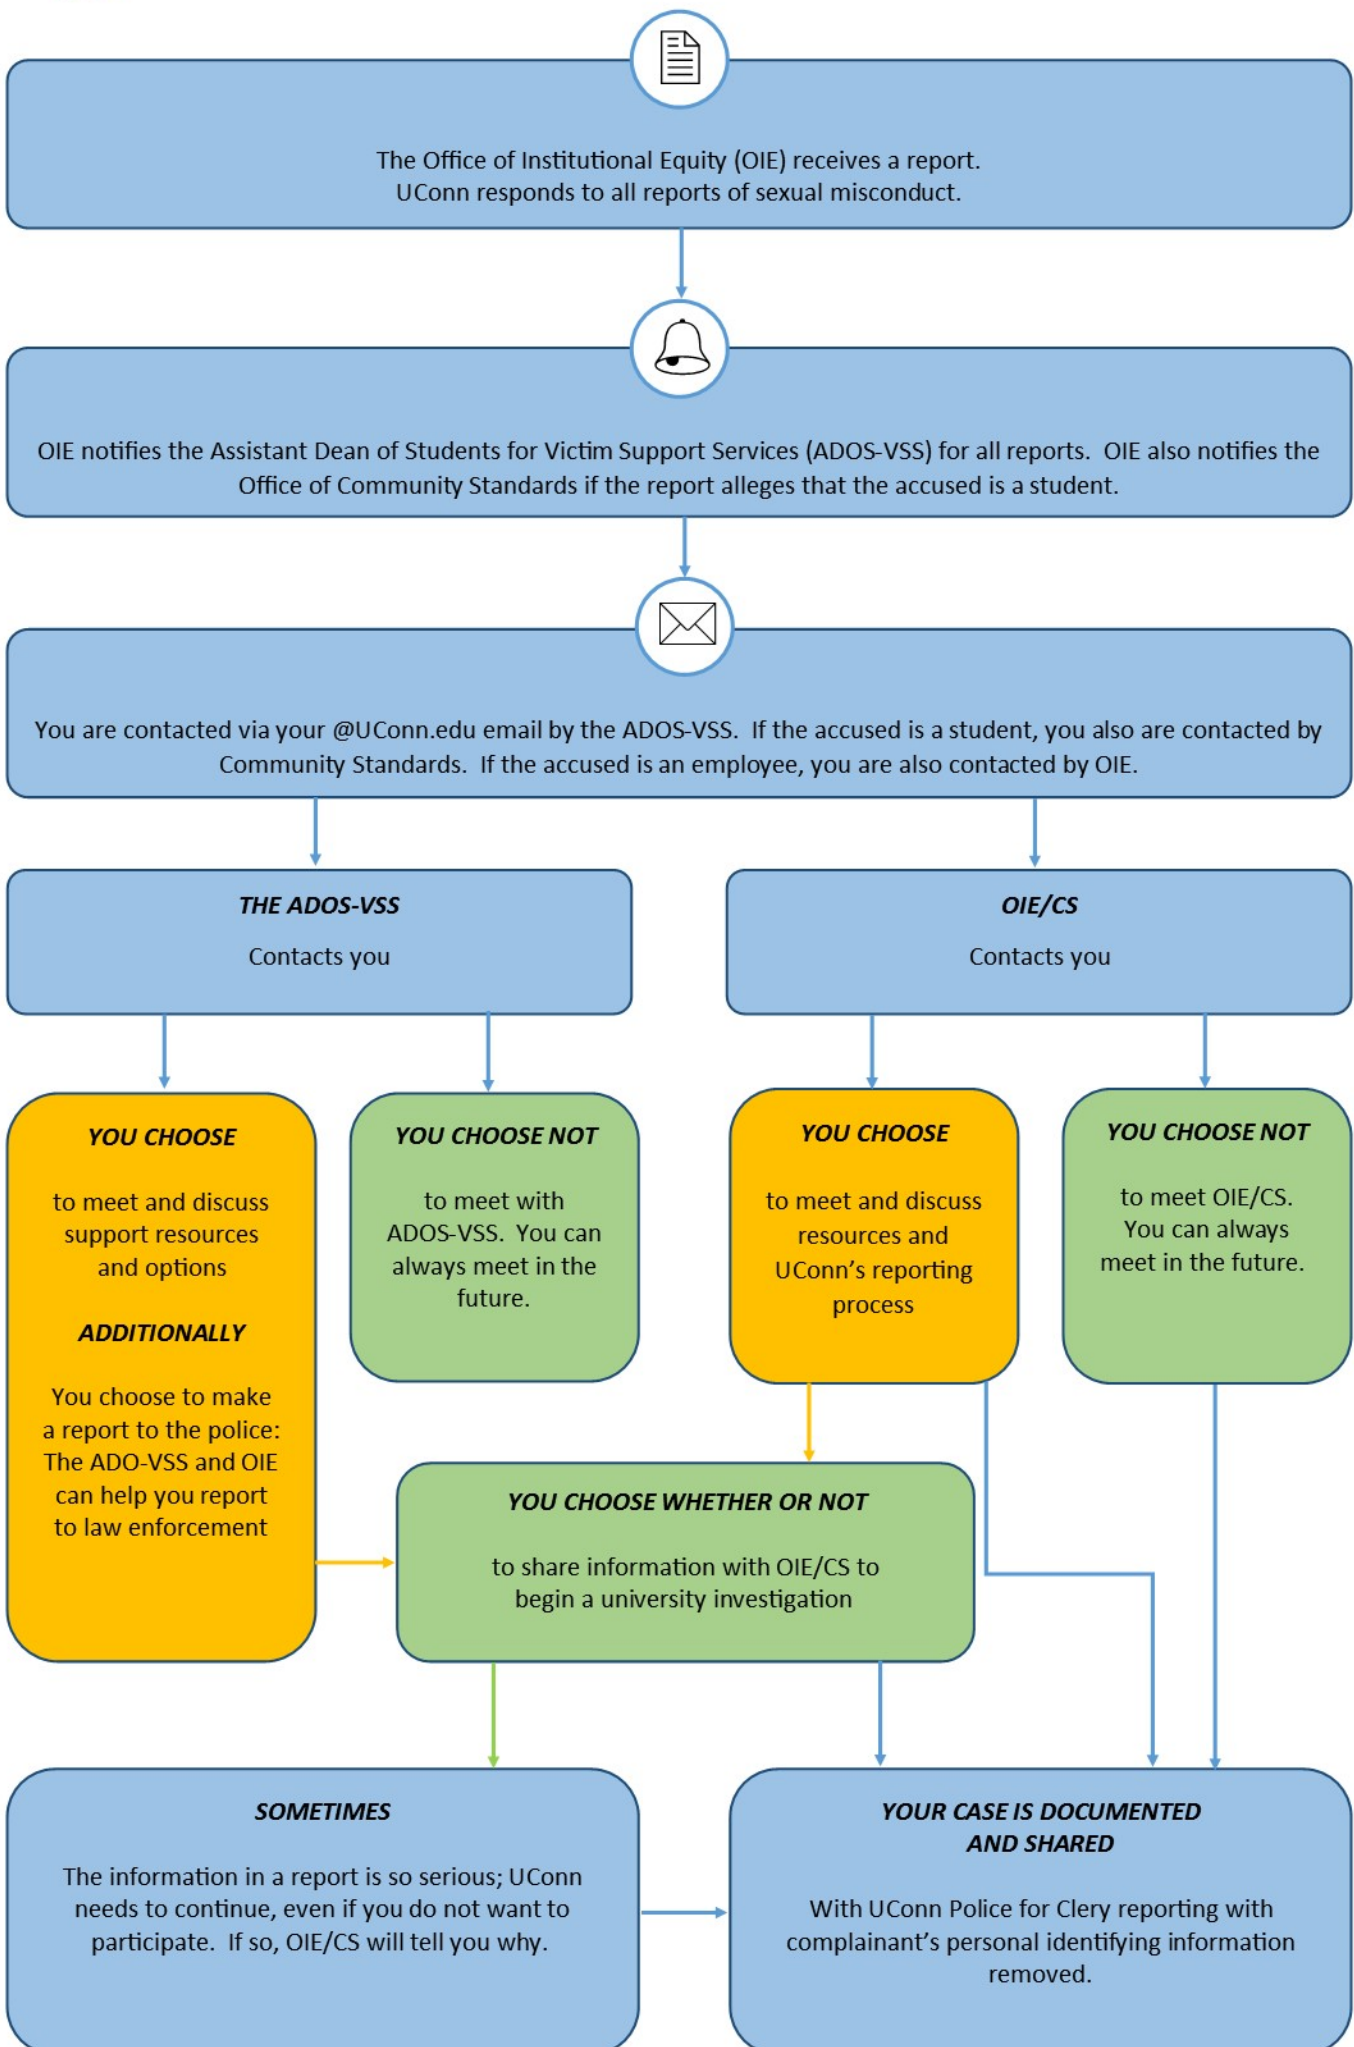 The Office of Institutional Equity (OIE) receives a report.
UConn responds to all reports of sexual misconduct.
OIE notifies the Assistant Dean of Students for Victim Support Services (ADOS-VSS) for all reports.  OIE also notifies the
Office of Community Standards if the report alleges that the accused is a student.
You are contacted via your @UConn.edu email by the ADOS-VSS.  If the accused is a student, you also are contacted by
Community Standards.  If the accused is an employee, you are also contacted by OIE.
THE ADOS-VSS
Contacts you
OIE/CS
Contacts you
YOU CHOOSE
to meet and discuss
support resources
and options
ADDITIONALLY
You choose to make
a report to the police:
The ADO-VSS and OIE
can help you report
to law enforcement
YOU CHOOSE NOT
to meet with
ADOS-VSS.  You can
always meet in the
future.
YOU CHOOSE
to meet and discuss
resources and
UConn’s reporting
process
YOU CHOOSE NOT
to meet OIE/CS.
You can always
meet in the future.
YOU CHOOSE WHETHER OR NOT
to share information with OIE/CS to
begin a university investigation
SOMETIMES
The information in a report is so serious; UConn
needs to continue, even if you do not want to
participate.  If so, OIE/CS will tell you why.
YOUR CASE IS DOCUMENTED
AND SHARED
With UConn Police for Clery reporting with
complainant’s personal identifying information
removed.